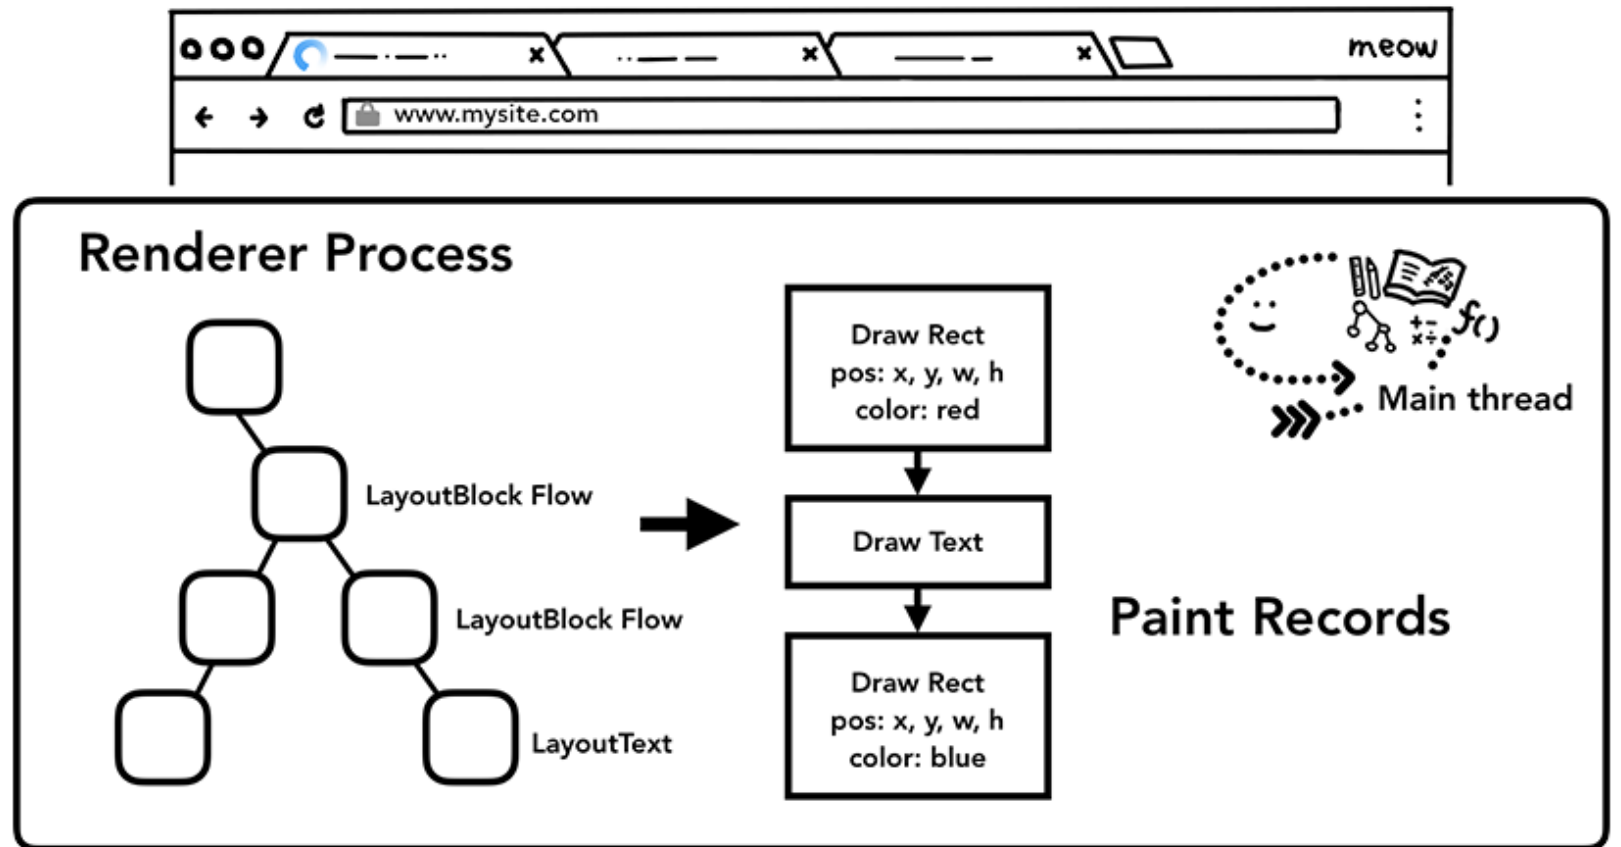 meow
www.mysite.com
Renderer Process
LayoutBlock Flow
LayoutBlock Flow
LayoutText
Draw Rect
pos: x, y, w, h
color: red
Draw Text
Draw Rect
pos: x, y, w, h
color: blue
Paint Records
+-
x÷
f()
Main thread